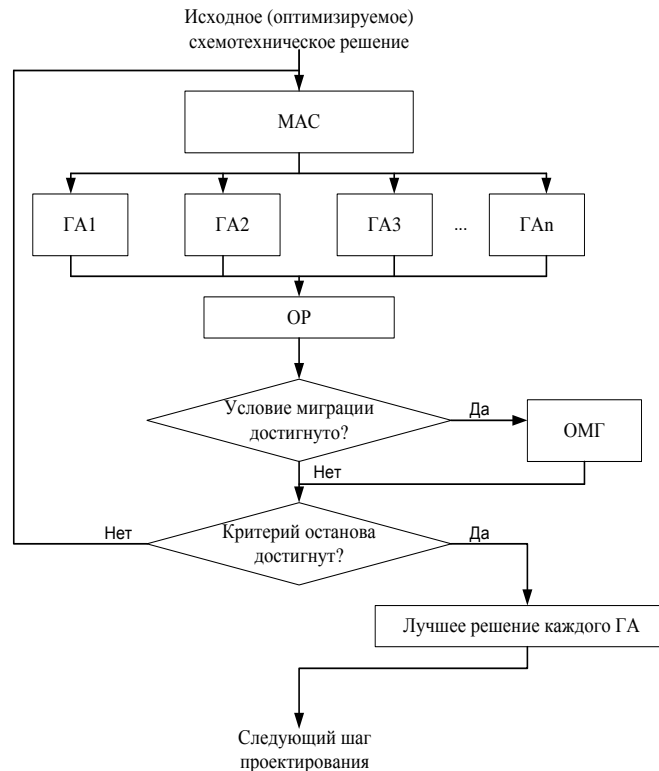 Исходное (оптимизируемое)
схемотехническое решение
МАС
ГА1
ГА2
ГА3
...
ГАn
ОР
Условие миграции
достигнуто?
Да
ОМГ
Нет
Нет
Критерий останова
достигнут?
Да
Лучшее решение каждого ГА
Следующий шаг
проектирования